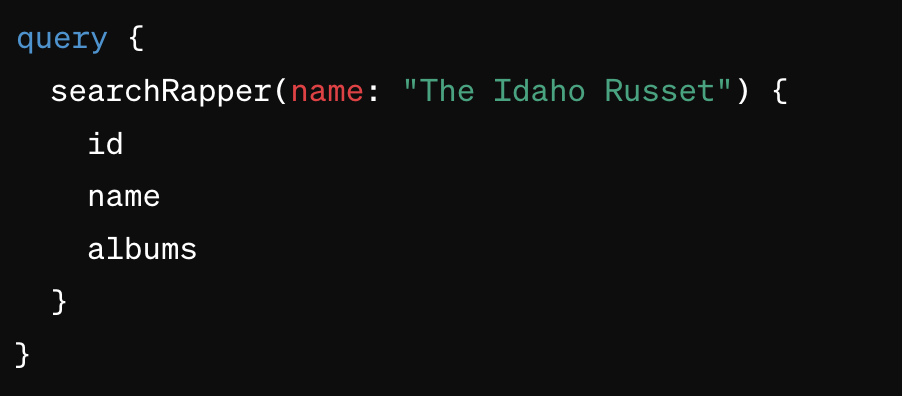 query {
  searchRapper(name: "The Idaho Russet") {
    id
    name
    albums
  }
}